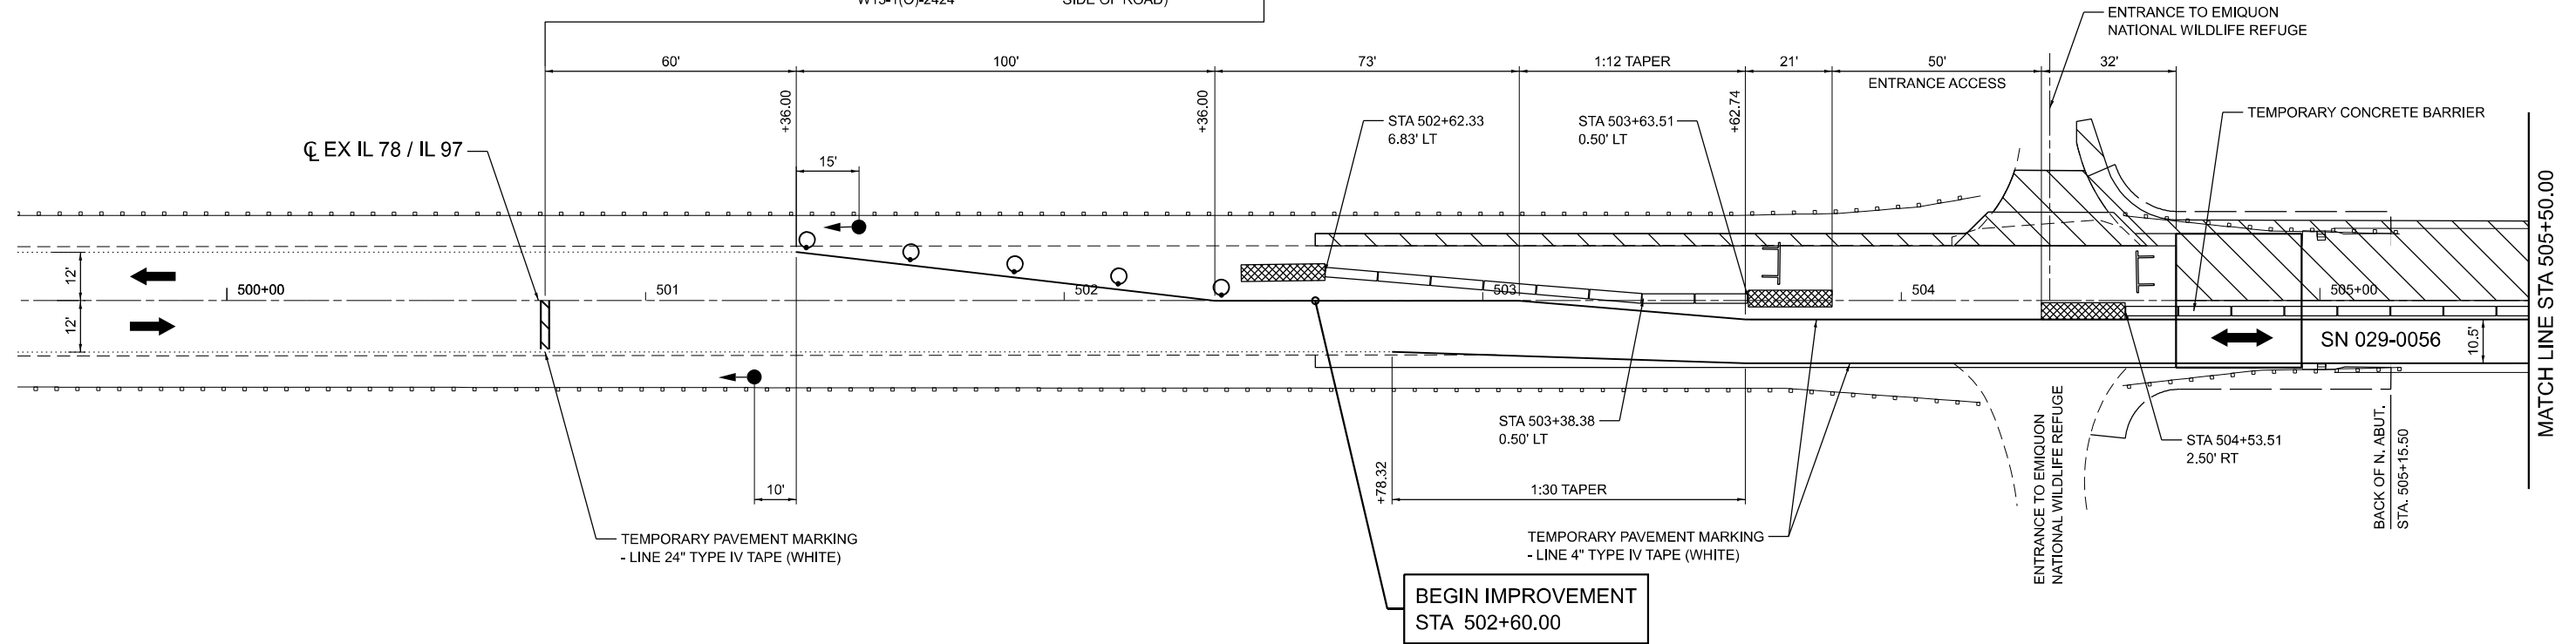 W13-1(O)-2424 SIDE OF ROAD)
ENTRANCE TO EMIQUON
NATIONAL WILDLIFE REFUGE
60' 100' 73' 1:12 TAPER 21' 50' 32'
ENTRANCE ACCESS
+36.00
+36.00
+62.74
TEMPORARY CONCRETE BARRIER
STA 502+62.33
6.83' LT
STA 503+63.51
0.50' LT
℄ EX IL 78 / IL 97
15'
12'
12'
500+00 501 502 503 504 505+00
SN 029-0056
10.5'
MATCH LINE STA 505+50.00
STA 503+38.38
0.50' LT
STA 504+53.51
2.50' RT
+78.32
10'
1:30 TAPER
ENTRANCE TO EMIQUON
NATIONAL WILDLIFE REFUGE
BACK OF N. ABUT.
STA. 505+15.50
TEMPORARY PAVEMENT MARKING
- LINE 24" TYPE IV TAPE (WHITE)
TEMPORARY PAVEMENT MARKING
- LINE 4" TYPE IV TAPE (WHITE)
BEGIN IMPROVEMENT
STA 502+60.00